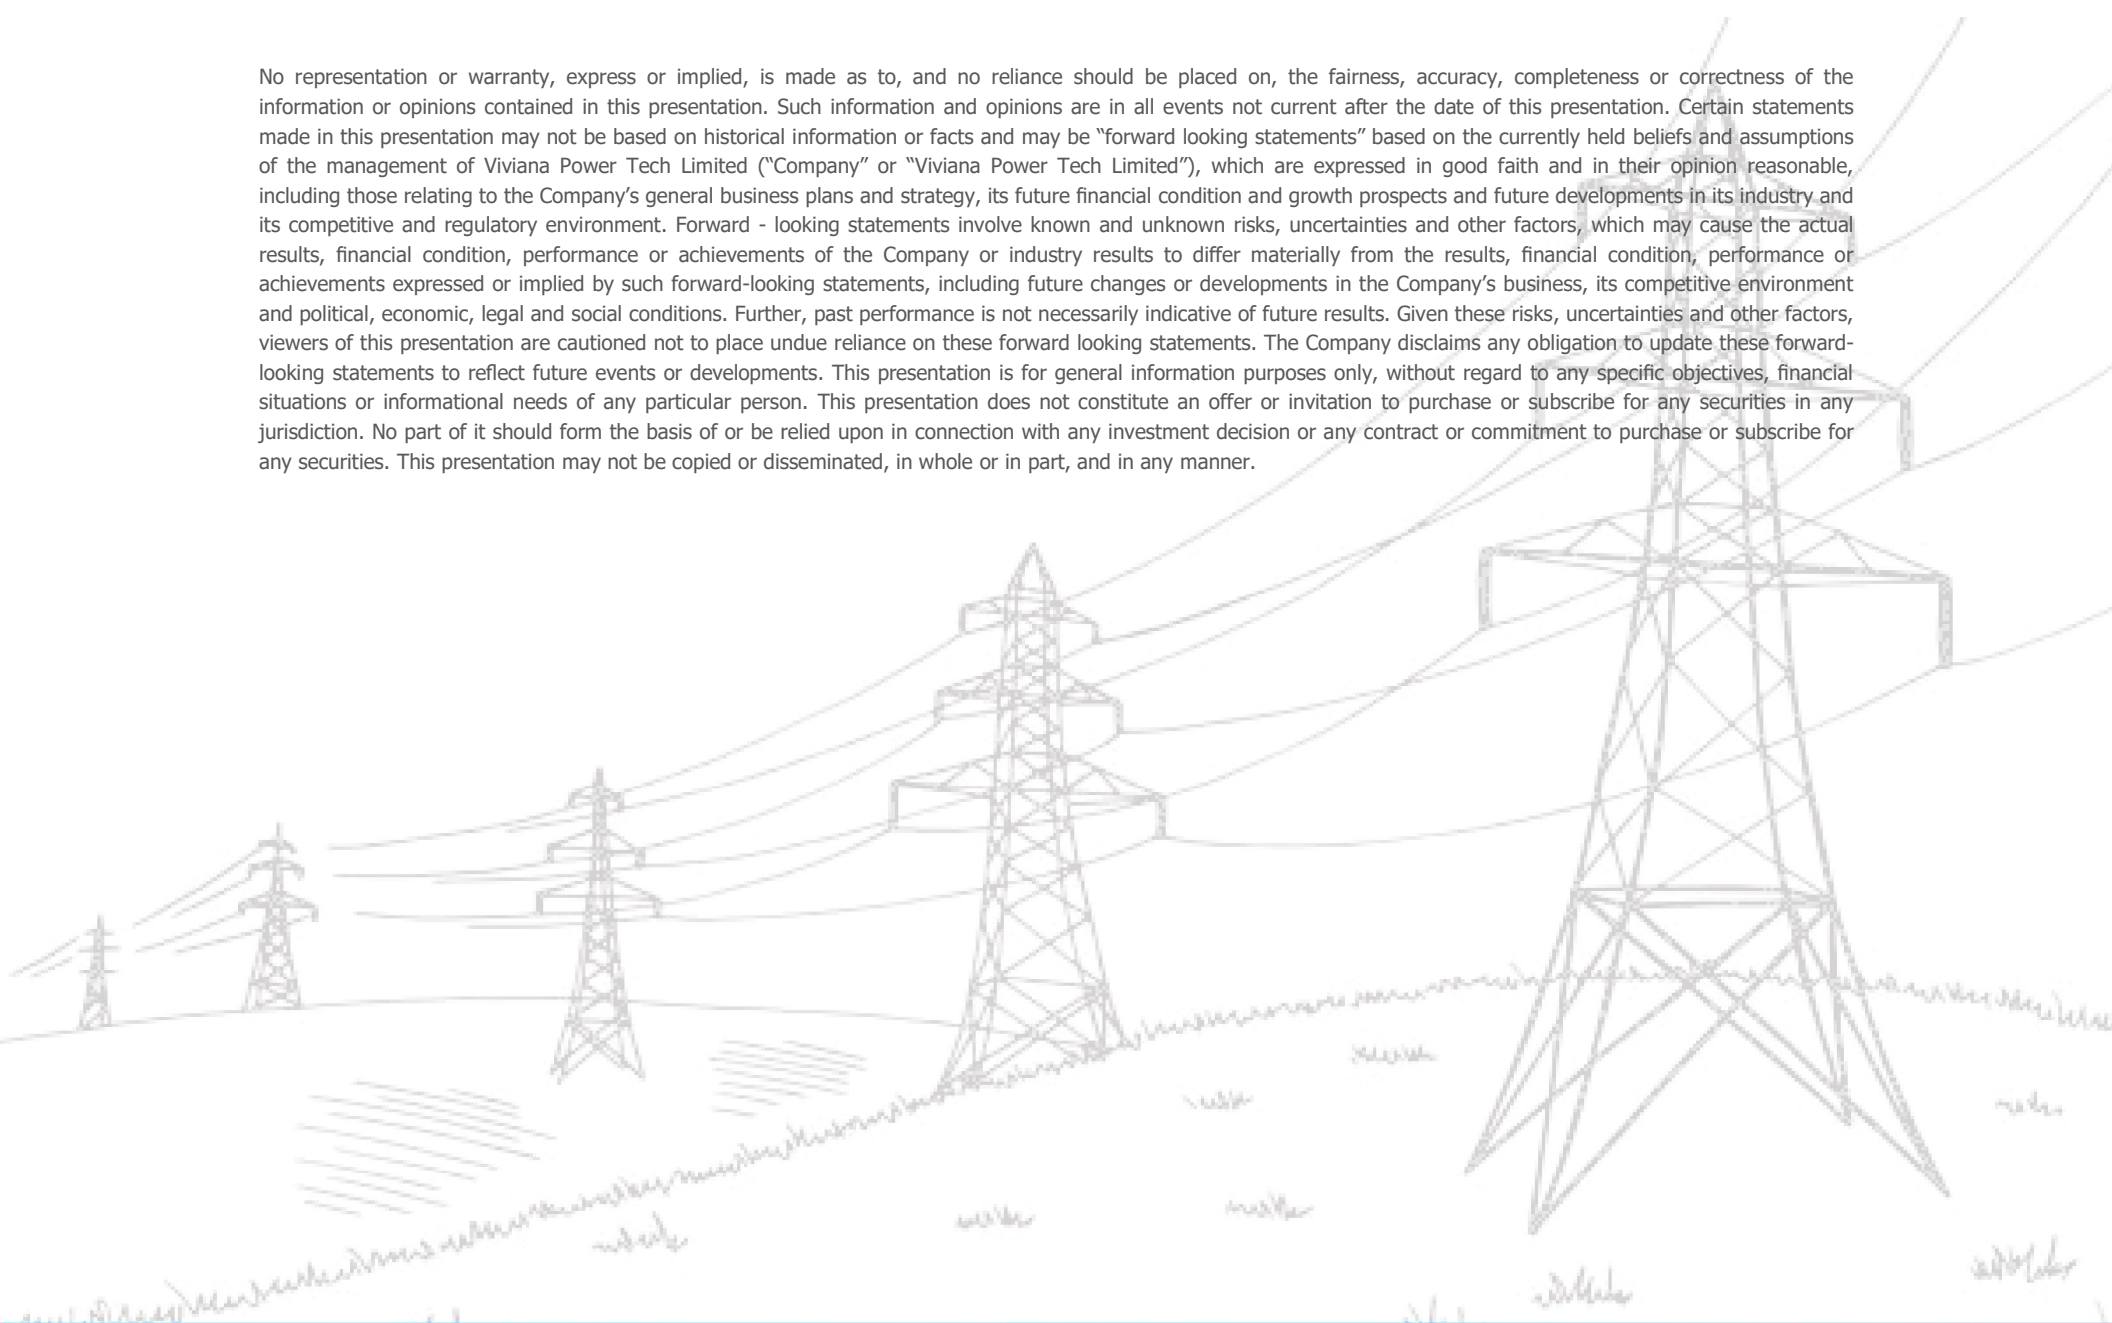 No representation or warranty, express or implied, is made as to, and no reliance should be placed on, the fairness, accuracy, completeness or correctness of the
information or opinions contained in this presentation. Such information and opinions are in all events not current after the date of this presentation. Certain statements
made in this presentation may not be based on historical information or facts and may be “forward looking statements” based on the currently held beliefs and assumptions
of the management of Viviana Power Tech Limited (“Company” or “Viviana Power Tech Limited”), which are expressed in good faith and in their opinion reasonable,
including those relating to the Company’s general business plans and strategy, its future financial condition and growth prospects and future developments in its industry and
its competitive and regulatory environment. Forward - looking statements involve known and unknown risks, uncertainties and other factors, which may cause the actual
results, financial condition, performance or achievements of the Company or industry results to differ materially from the results, financial condition, performance or
achievements expressed or implied by such forward-looking statements, including future changes or developments in the Company’s business, its competitive environment
and political, economic, legal and social conditions. Further, past performance is not necessarily indicative of future results. Given these risks, uncertainties and other factors,
viewers of this presentation are cautioned not to place undue reliance on these forward looking statements. The Company disclaims any obligation to update these forward-
looking statements to reflect future events or developments. This presentation is for general information purposes only, without regard to any specific objectives, financial
situations or informational needs of any particular person. This presentation does not constitute an offer or invitation to purchase or subscribe for any securities in any
jurisdiction. No part of it should form the basis of or be relied upon in connection with any investment decision or any contract or commitment to purchase or subscribe for
any securities. This presentation may not be copied or disseminated, in whole or in part, and in any manner.